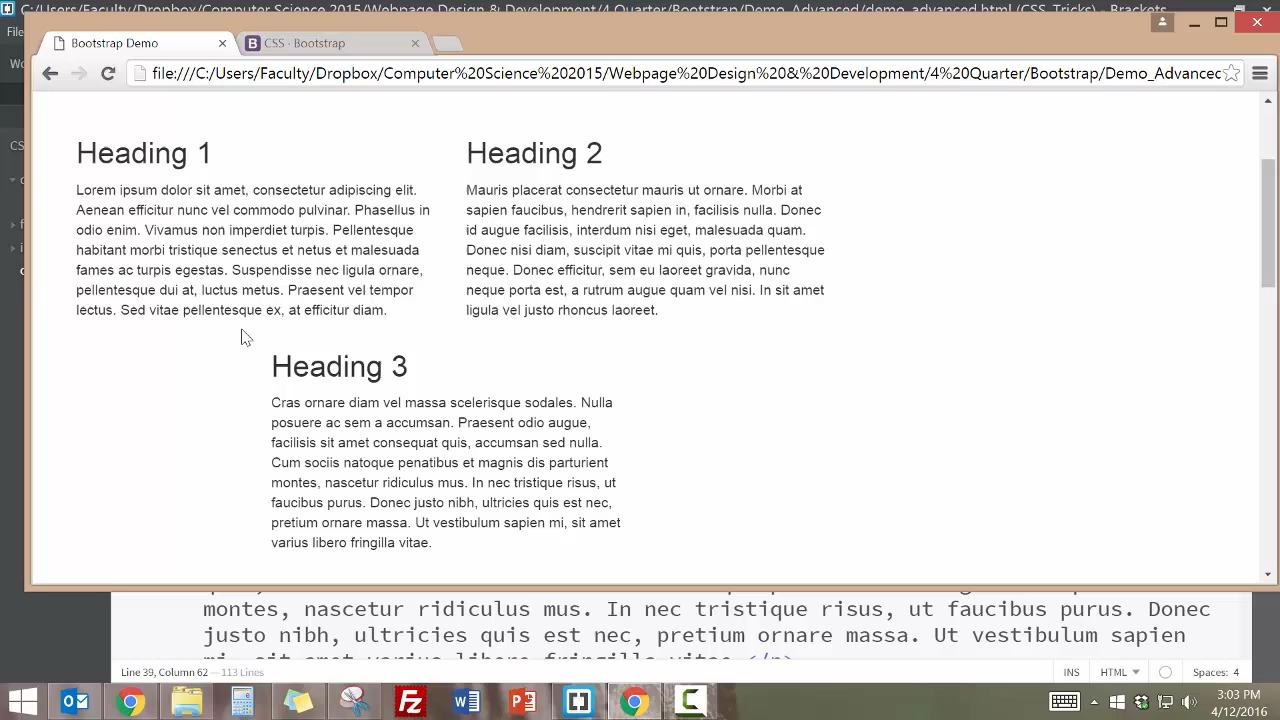 C:/Users/Faculty/Dropbox/Computer Science 2015/Webpage Design & Development/4 Quarter/Bootstrap/Demo_Advanced/demo_advanced.html (CSS_Tricks) - Brackets
File
Bootstrap Demo
CSS · Bootstrap
file:///C:/Users/Faculty/Dropbox/Computer%20Science%202015/Webpage%20Design%20&%20Development/4%20Quarter/Bootstrap/Demo_Advanced
Wo
CS
Heading 1
Lorem ipsum dolor sit amet, consectetur adipiscing elit.
Aenean efficitur nunc vel commodo pulvinar. Phasellus in
odio enim. Vivamus non imperdiet turpis. Pellentesque
habitant morbi tristique senectus et netus et malesuada
fames ac turpis egestas. Suspendisse nec ligula ornare,
pellentesque dui at, luctus metus. Praesent vel tempor
lectus. Sed vitae pellentesque ex, at efficitur diam.
Heading 2
Mauris placerat consectetur mauris ut ornare. Morbi at
sapien faucibus, hendrerit sapien in, facilisis nulla. Donec
id augue facilisis, interdum nisi eget, malesuada quam.
Donec nisi diam, suscipit vitae mi quis, porta pellentesque
neque. Donec efficitur, sem eu laoreet gravida, nunc
neque porta est, a rutrum augue quam vel nisi. In sit amet
ligula vel justo rhoncus laoreet.
Heading 3
Cras ornare diam vel massa scelerisque sodales. Nulla
posuere ac sem a accumsan. Praesent odio augue,
facilisis sit amet consequat quis, accumsan sed nulla.
Cum sociis natoque penatibus et magnis dis parturient
montes, nascetur ridiculus mus. In nec tristique risus, ut
faucibus purus. Donec justo nibh, ultricies quis est nec,
pretium ornare massa. Ut vestibulum sapien mi, sit amet
varius libero fringilla vitae.
montes, nascetur ridiculus mus. In nec tristique risus, ut faucibus purus. Donec
justo nibh, ultricies quis est nec, pretium ornare massa. Ut vestibulum sapien
mi, sit amet varius libero fringilla vitae.</p>
Line 39, Column 62 — 113 Lines
INS
HTML
Spaces: 4
3:03 PM
4/12/2016